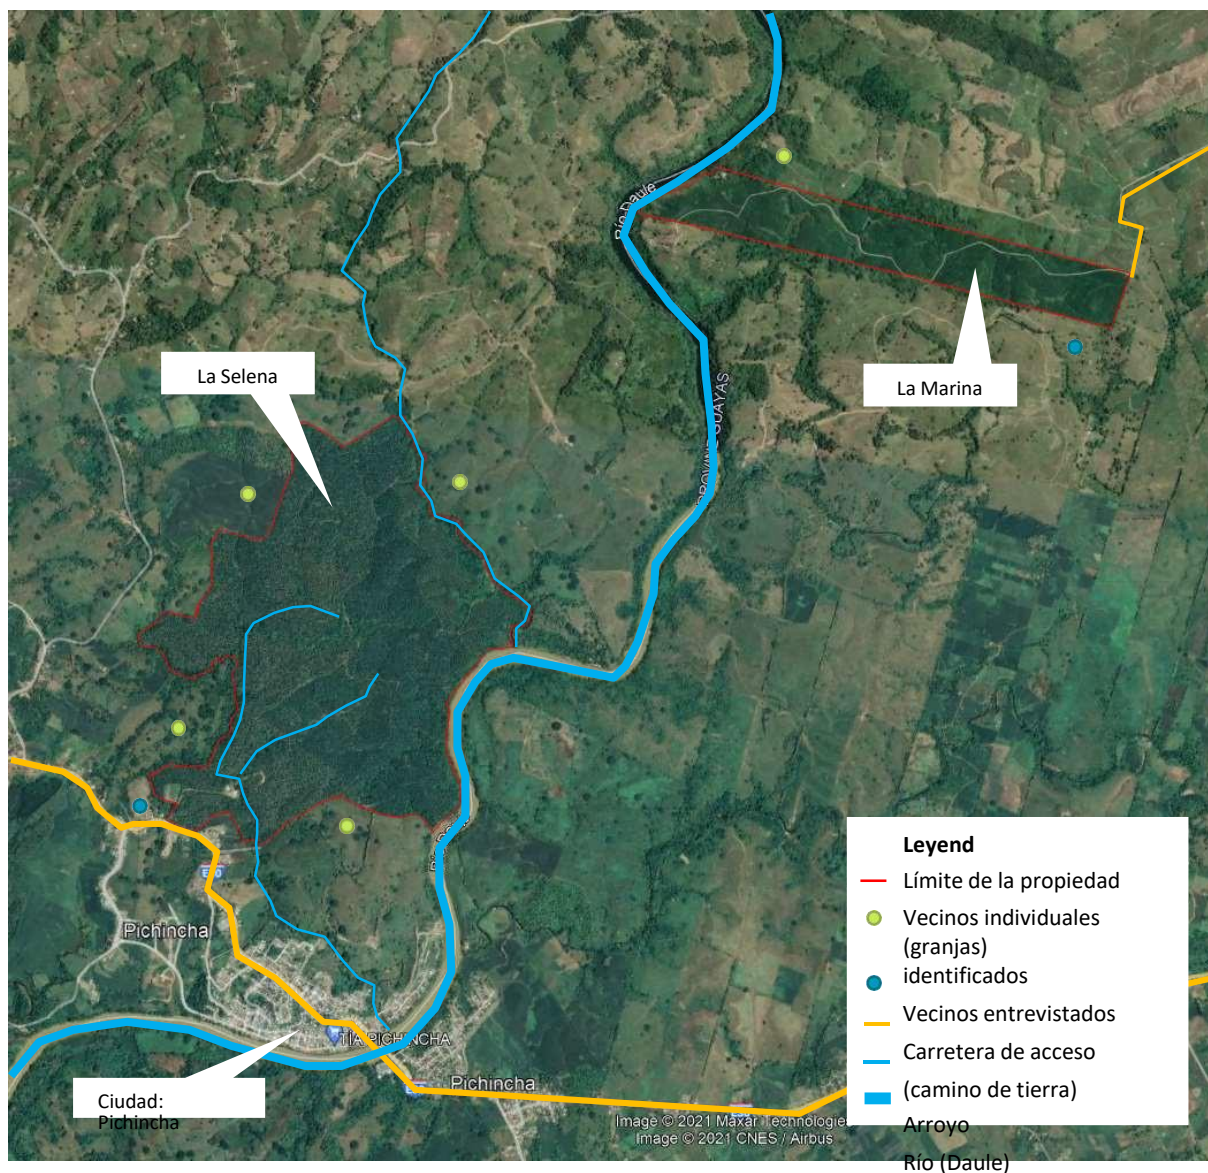 Río Daule
La Selena
La Marina
Leyend
Límite de la propiedad
Vecinos individuales
(granjas)
identificados
Vecinos entrevistados
Carretera de acceso
(camino de tierra)
Arroyo
Río (Daule)
Pichincha
TÍA PICHINCHA
Pichincha
Ciudad:
Pichincha
Image © 2021 Maxar Technologies
Image © 2021 CNES / Airbus